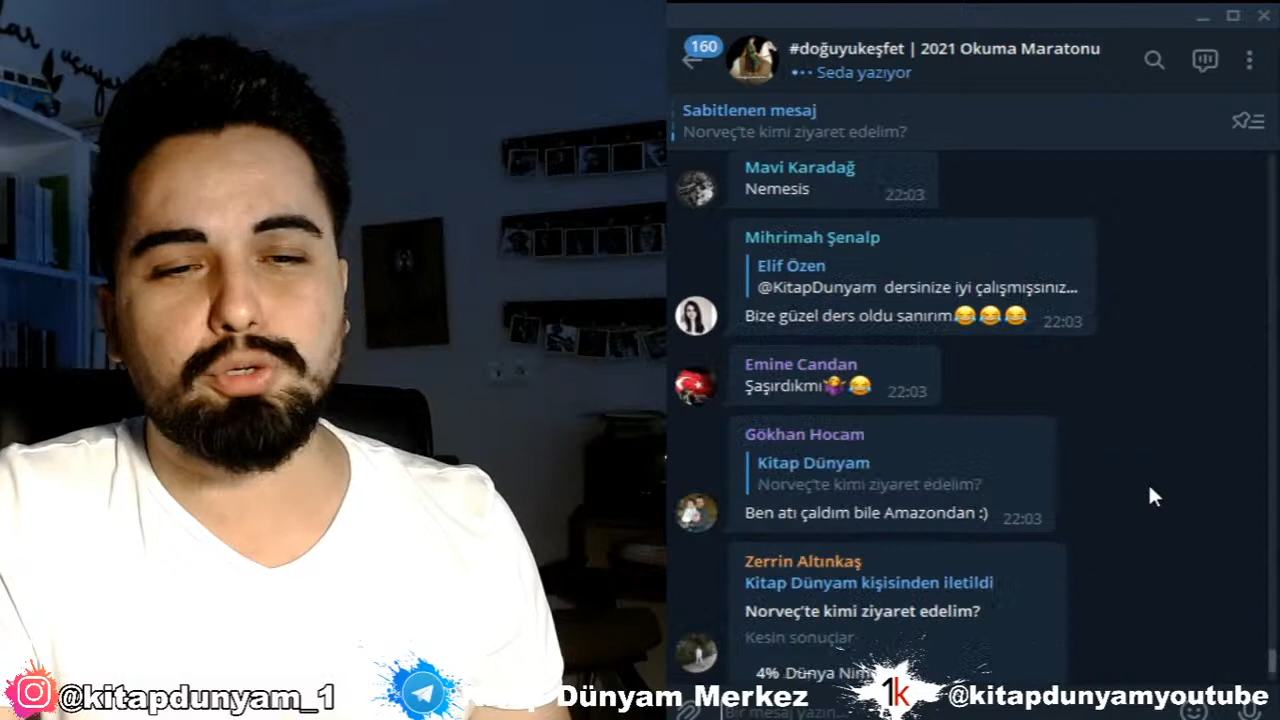 160
#doğuyukeşfet | 2021 Okuma Maratonu
Seda yazıyor
Sabitlenen mesaj
Norveç'te kimi ziyaret edelim?
Mavi Karadağ
Nemesis
22:03
Mihrimah Şenalp
Elif Özen
@KitapDunyam dersinize iyi çalışmışsınız...
Bize güzel ders oldu sanırım😂😂😂
22:03
Emine Candan
Şaşırdıkmı🤷‍♀️😂
22:03
Gökhan Hocam
Kitap Dünyam
Norveç'te kimi ziyaret edelim?
Ben atı çaldım bile Amazondan :)
22:03
Zerrin Altınkaş
Kitap Dünyam kişisinden iletildi
Norveç'te kimi ziyaret edelim?
Kesin sonuçlar
4% Dünya
Bir mesaj yazın...
@kitapdunyam_1
Dünyam Merkez
1k
@kitapdunyamyoutube